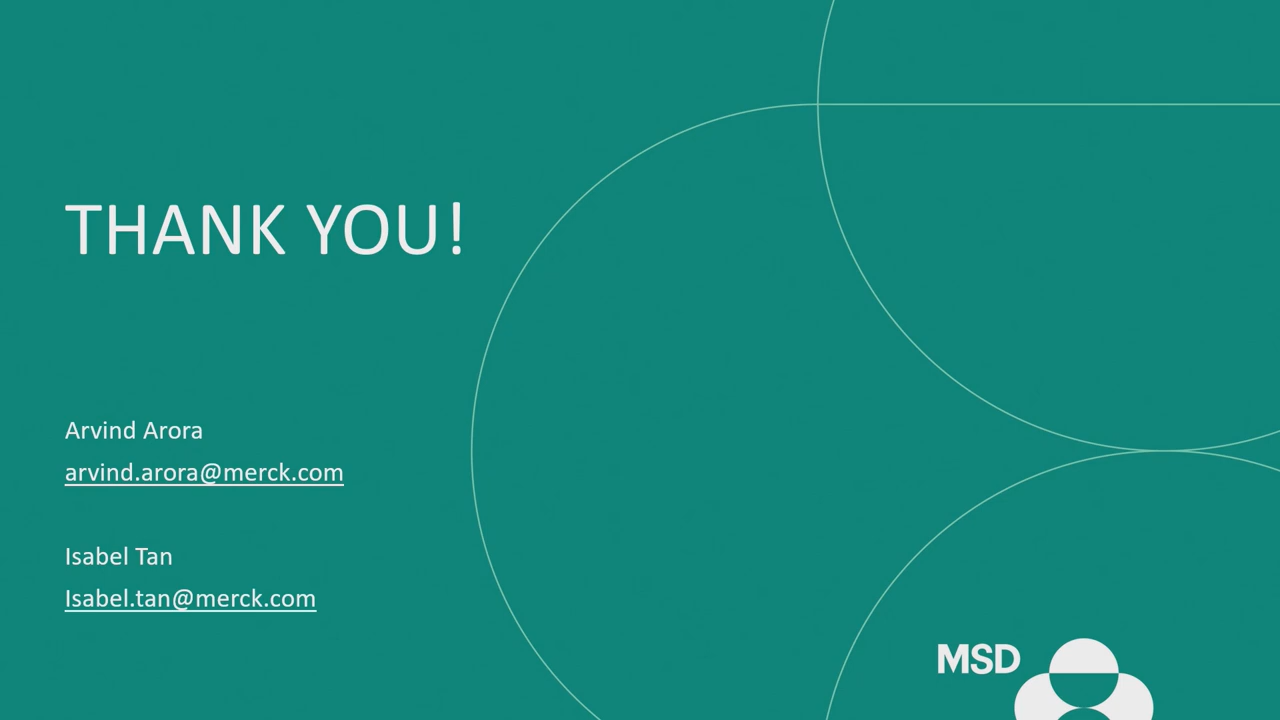 THANK YOU!
Arvind Arora
arvind.arora@merck.com
Isabel Tan
Isabel.tan@merck.com
MSD